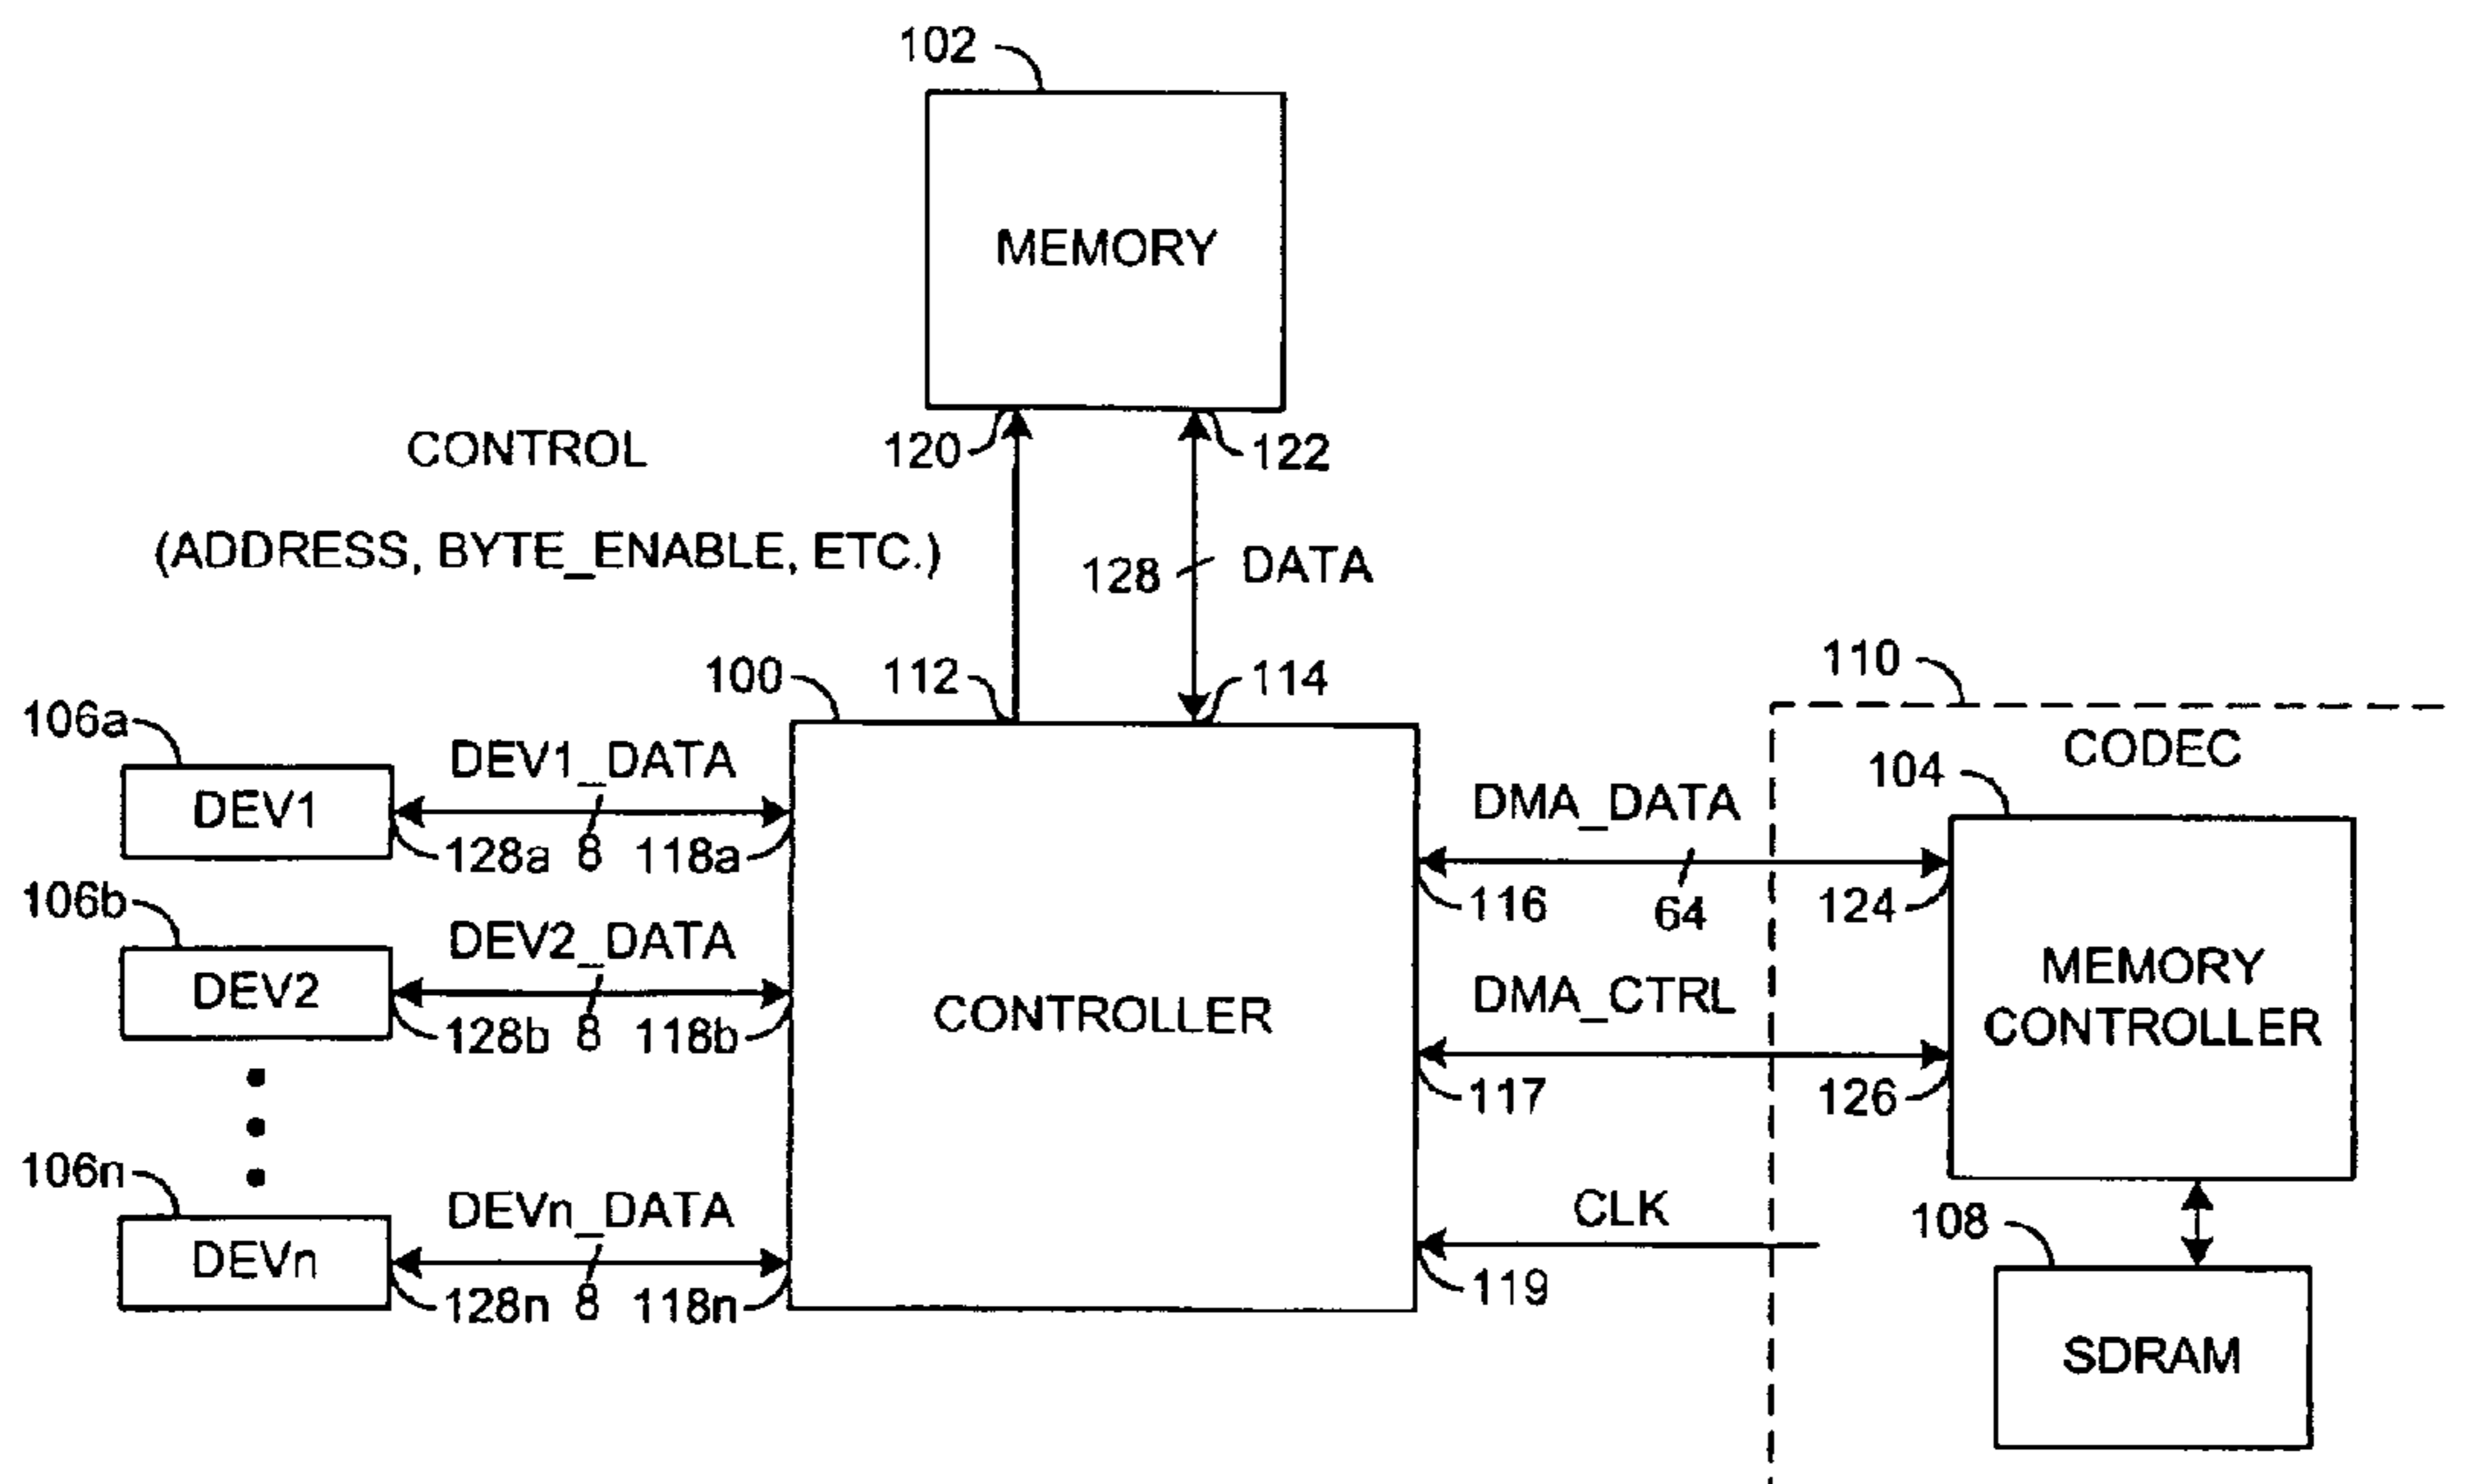 102
MEMORY
120
122
CONTROL
(ADDRESS, BYTE_ENABLE, ETC.)
128
DATA
100
112
114
110
CODEC
106a
DEV1
DEV1_DATA
128a
8
118a
106b
DEV2
DEV2_DATA
128b
8
118b
106n
DEVn
DEVn_DATA
128n
8
118n
CONTROLLER
DMA_DATA
116
64
124
104
DMA_CTRL
117
126
MEMORY
CONTROLLER
CLK
119
108
SDRAM